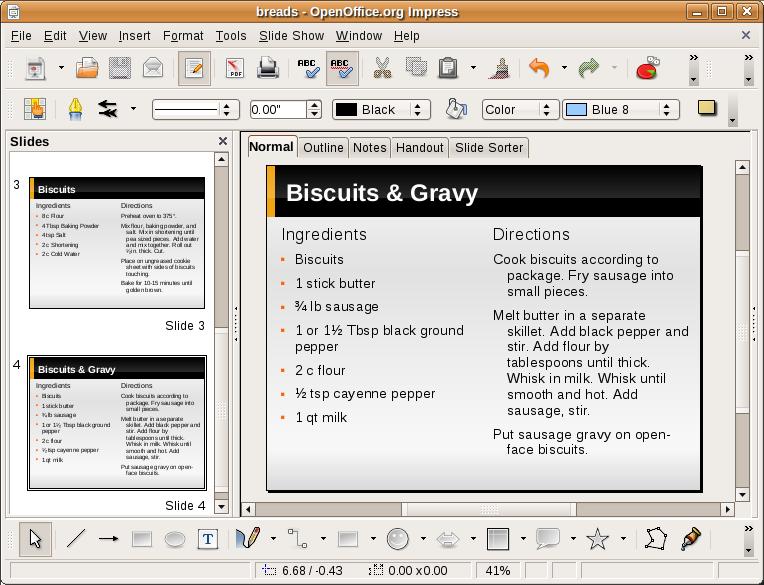 breads - OpenOffice.org Impress
File Edit View Insert Format Tools Slide Show Window Help
PDF
ABC
ABC
0.00"
Black
Color
Blue 8
Slides
3
Biscuits
Ingredients
8c Flour
4 Tbsp Baking Powder
4 tsp Salt
2c Shortening
2c Cold Water
Directions
Preheat oven to 375°.
Mix flour, baking powder, and
salt. Mix in shortening until
pea sized pieces. Add water
and mix together. Roll out
½ in. thick. Cut.
Place on ungreased cookie
sheet with sides of biscuits
touching.
Bake for 10-15 minutes until
golden brown.
Slide 3
4
Biscuits & Gravy
Ingredients
Biscuits
1 stick butter
¾ lb sausage
1 or 1½ Tbsp black ground
pepper
2 c flour
½ tsp cayenne pepper
1 qt milk
Directions
Cook biscuits according to
package. Fry sausage into
small pieces.
Melt butter in a separate
skillet. Add black pepper and
stir. Add flour by
tablespoons until thick.
Whisk in milk. Whisk until
smooth and hot. Add
sausage, stir.
Put sausage gravy on open-
face biscuits.
Slide 4
Normal Outline Notes Handout Slide Sorter
Biscuits & Gravy
Ingredients
Biscuits
1 stick butter
¾ lb sausage
1 or 1½ Tbsp black ground
pepper
2 c flour
½ tsp cayenne pepper
1 qt milk
Directions
Cook biscuits according to
package. Fry sausage into
small pieces.
Melt butter in a separate
skillet. Add black pepper and
stir. Add flour by
tablespoons until thick.
Whisk in milk. Whisk until
smooth and hot. Add
sausage, stir.
Put sausage gravy on open-
face biscuits.
T
6.68 / -0.43
0.00 x 0.00
41%